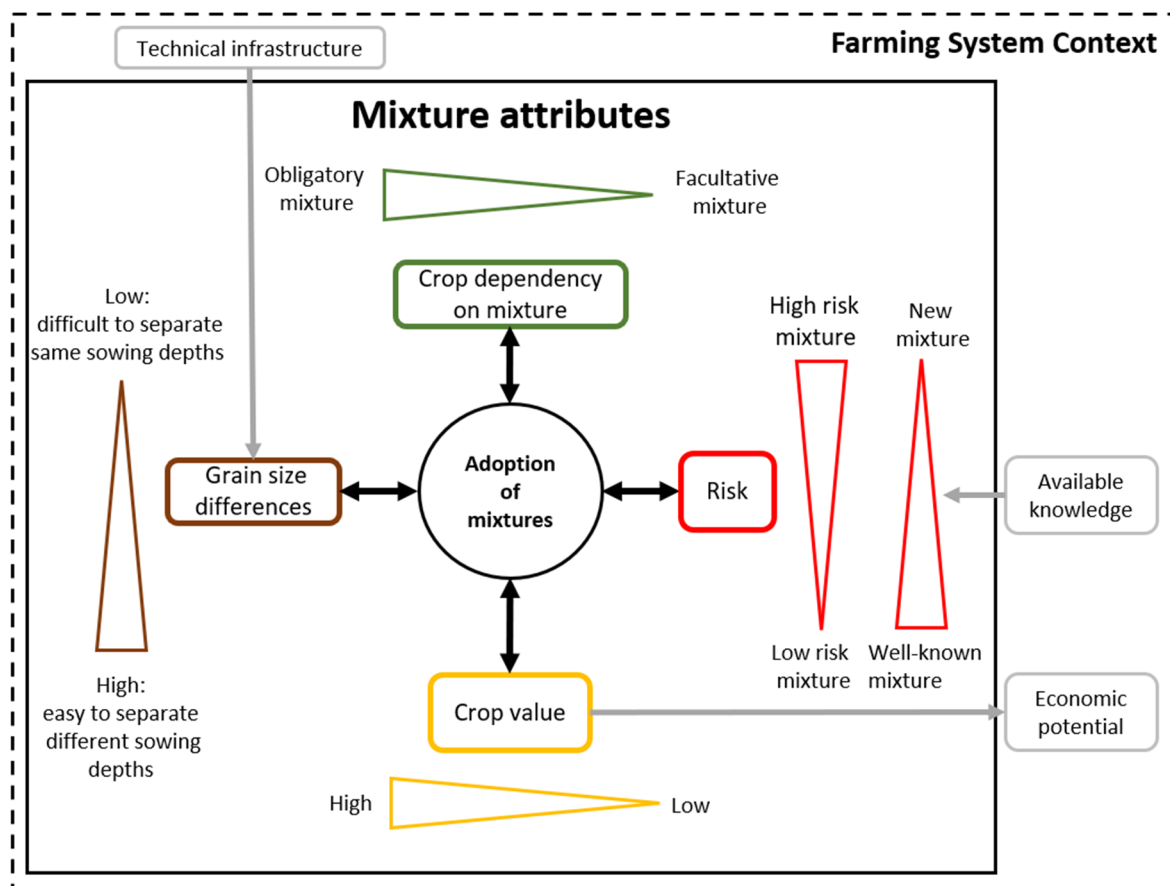 Technical infrastructure
Farming System Context
Mixture attributes
Obligatory
mixture
Facultative
mixture
Crop dependency
on mixture
Low:
difficult to separate
same sowing depths
High risk
mixture
New
mixture
Grain size
differences
Adoption
of
mixtures
Risk
Available
knowledge
Low risk
mixture
Well-known
mixture
High:
easy to separate
different sowing
depths
Crop value
Economic
potential
High
Low